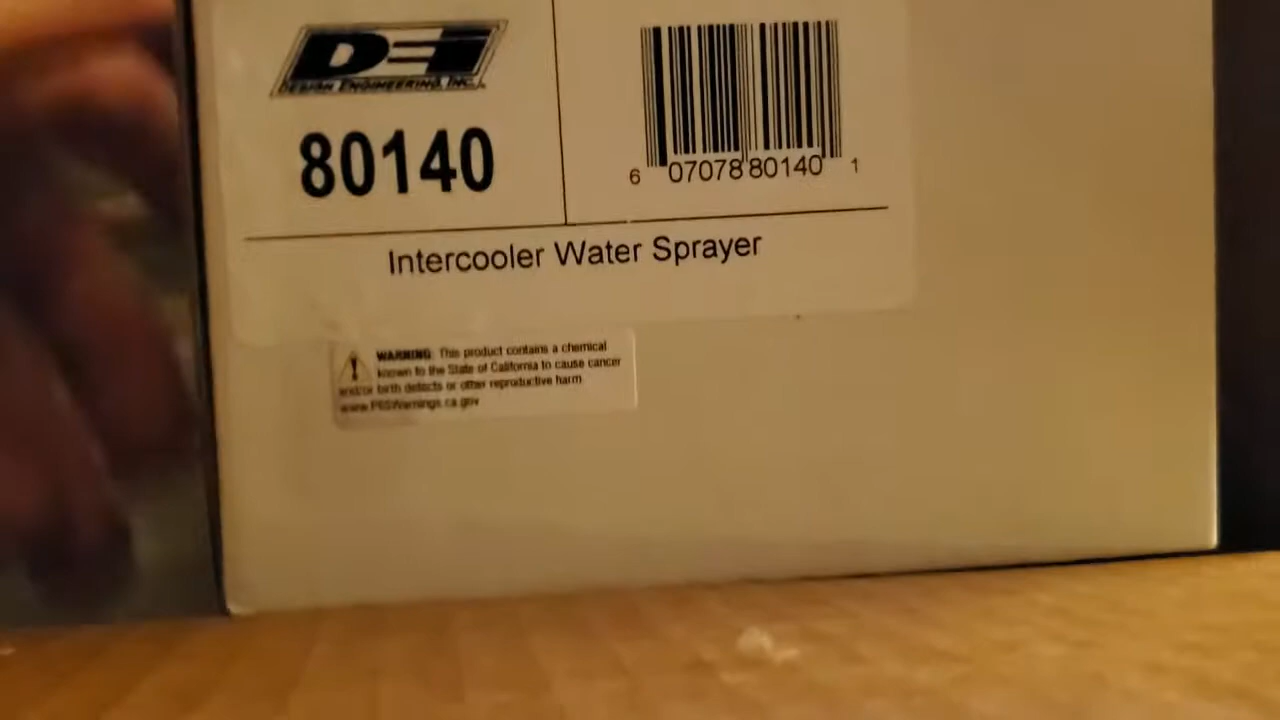 DEI
DESIGN ENGINEERING, INC.
80140
6 07078 80140 1
Intercooler Water Sprayer
WARNING: This product contains a chemical
known to the State of California to cause cancer
and/or birth defects or other reproductive harm
www.P65Warnings.ca.gov